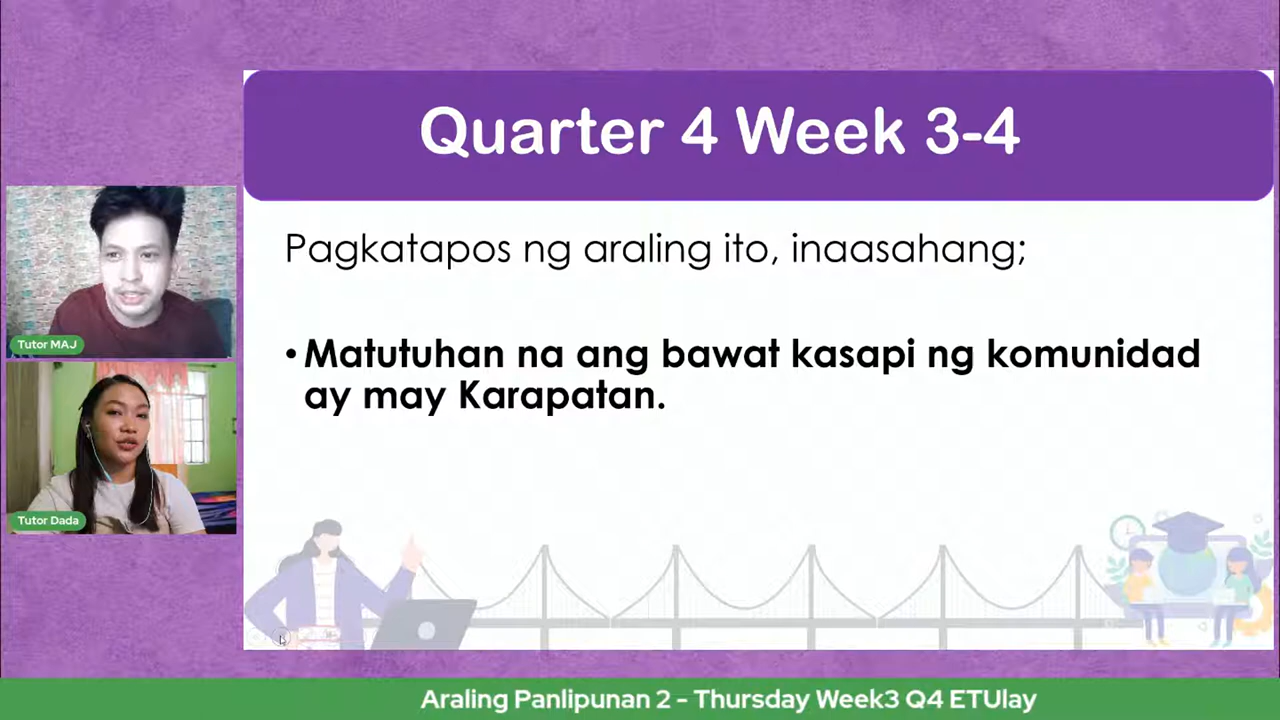 Quarter 4 Week 3-4
Pagkatapos ng araling ito, inaasahang;
• Matutuhan na ang bawat kasapi ng komunidad
ay may Karapatan.
Tutor MAJ
Tutor Dada
Araling Panlipunan 2 - Thursday Week3 Q4 ETUlay